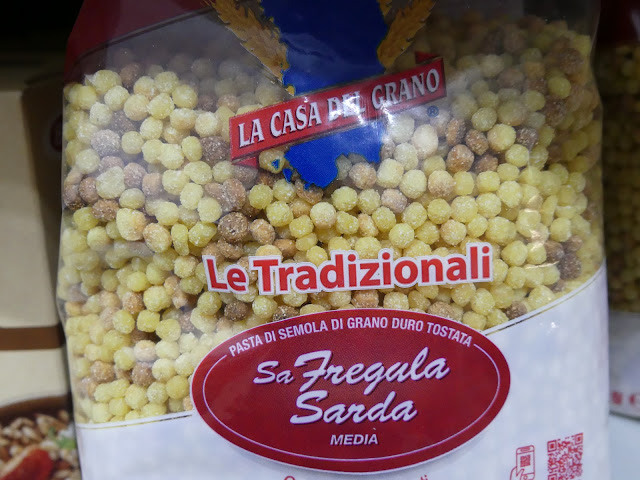 LA CASA DEL GRANO
Le Tradizionali
PASTA DI SEMOLA DI GRANO DURO TOSTATA
Sa Fregula
Sarda
MEDIA